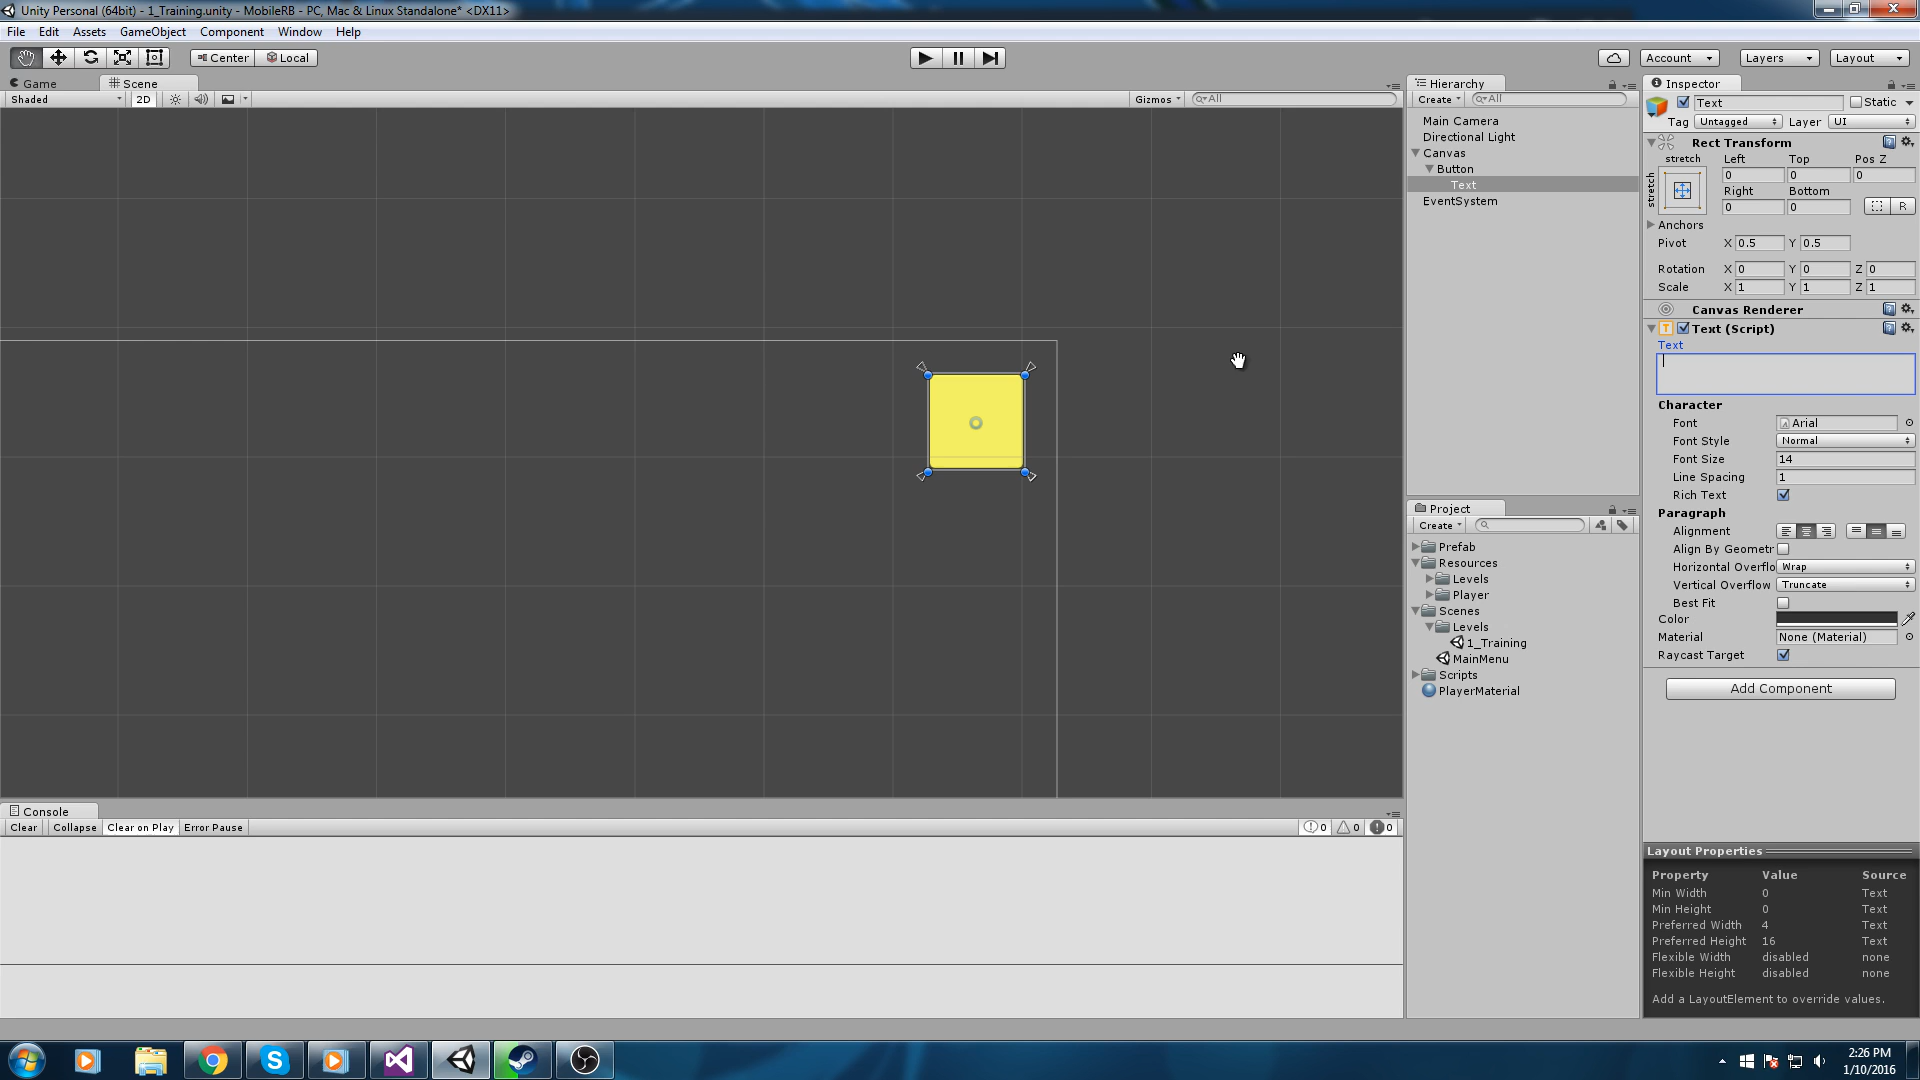 Unity Personal (64bit) - 1_Training.unity - MobileRB - PC, Mac & Linux Standalone* <DX11>
File Edit Assets GameObject Component Window Help
Center Local Account Layers Layout
Game Scene
Shaded 2D Gizmos All
Hierarchy
Create All
Main Camera
Directional Light
Canvas
Button
Text
EventSystem
Project
Create
Prefab
Resources
Levels
Player
Scenes
Levels
1_Training
MainMenu
Scripts
PlayerMaterial
Inspector
Text Static
Tag Untagged Layer UI
Rect Transform
stretch Left Top Pos Z
stretch 0 0 0
Right Bottom
0 0 R
Anchors
Pivot X 0.5 Y 0.5
Rotation X 0 Y 0 Z 0
Scale X 1 Y 1 Z 1
Canvas Renderer
T Text (Script)
Text
Character
Font Arial
Font Style Normal
Font Size 14
Line Spacing 1
Rich Text
Paragraph
Alignment
Align By Geometr
Horizontal Overflo Wrap
Vertical Overflow Truncate
Best Fit
Color
Material None (Material)
Raycast Target
Add Component
Layout Properties
Property Value Source
Min Width 0 Text
Min Height 0 Text
Preferred Width 4 Text
Preferred Height 16 Text
Flexible Width disabled none
Flexible Height disabled none
Add a LayoutElement to override values.
Console
Clear Collapse Clear on Play Error Pause 0 0 0
2:26 PM
1/10/2016